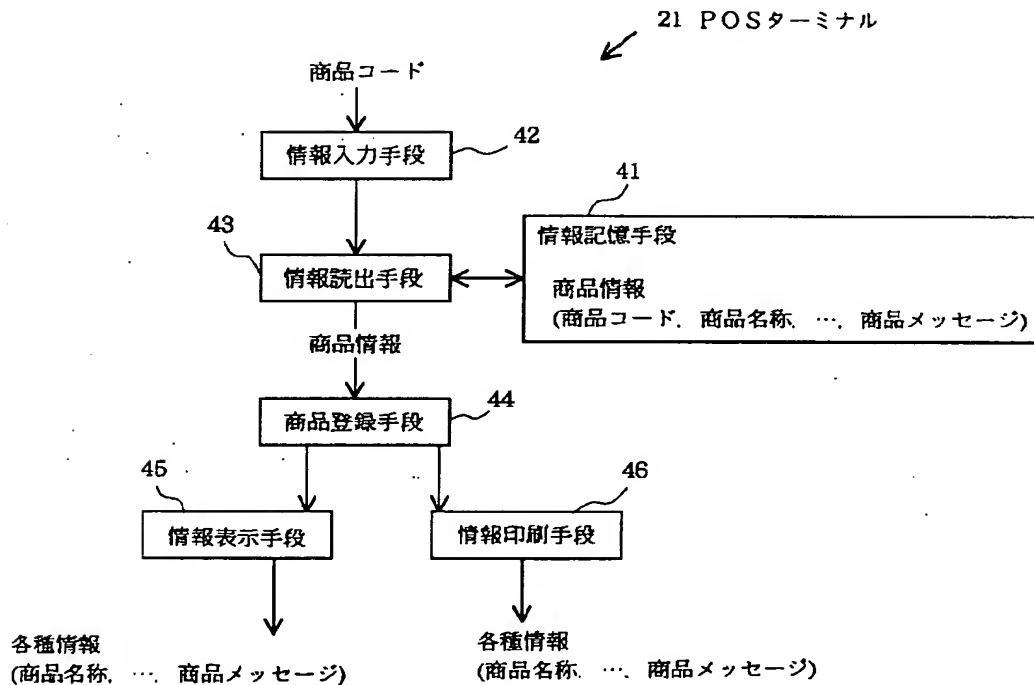 21 POSターミナル
商品コード
情報入力手段
42
41
43
情報記憶手段
情報読出手段
商品情報
(商品コード, 商品名称, …, 商品メッセージ)
商品情報
44
商品登録手段
45
46
情報表示手段
情報印刷手段
各種情報
(商品名称, …, 商品メッセージ)
各種情報
(商品名称, …, 商品メッセージ)